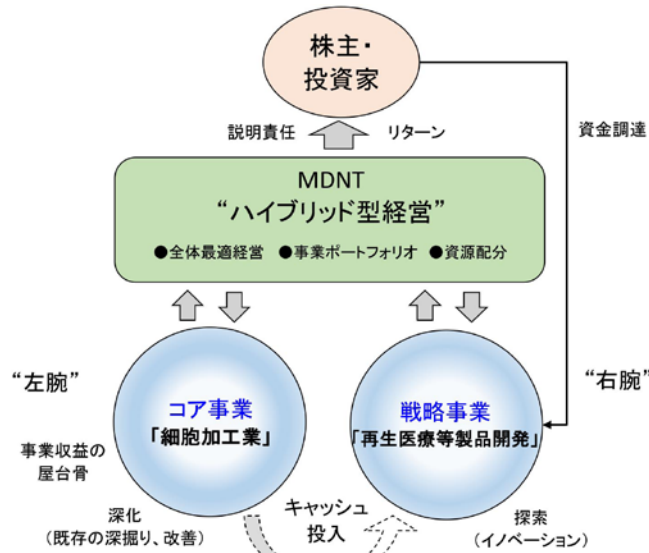 株主・
投資家
説明責任
リターン
資金調達
MDNT
“ハイブリッド型経営”
●全体最適経営 ●事業ポートフォリオ ●資源配分
“左腕”
“右腕”
コア事業
「細胞加工業」
戦略事業
「再生医療等製品開発」
事業収益の
屋台骨
深化
（既存の深掘り、改善）
キャッシュ
投入
探索
（イノベーション）